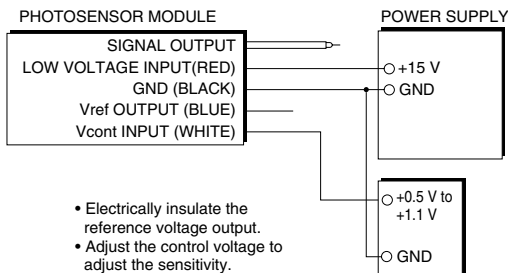 PHOTOSENSOR MODULE
POWER SUPPLY
SIGNAL OUTPUT
LOW VOLTAGE INPUT(RED)
GND (BLACK)
Vref OUTPUT (BLUE)
Vcont INPUT (WHITE)
+15 V
GND
+0.5 V to
+1.1 V
GND
• Electrically insulate the
reference voltage output.
• Adjust the control voltage to
adjust the sensitivity.